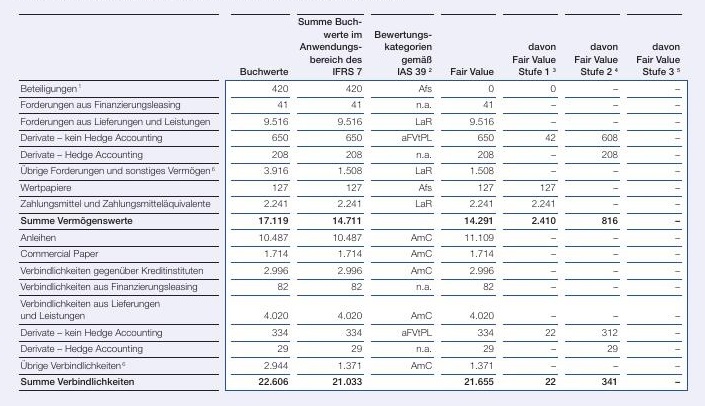 Buchwerte Summe Buch-werte im Anwendungs-bereich des IFRS 7 Bewertungs-kategorien gemäß IAS 39 2 Fair Value davon Fair Value Stufe 1 3 davon Fair Value Stufe 2 4 davon Fair Value Stufe 3 5
Beteiligungen 1 420 420 Afs 0 0 – –
Forderungen aus Finanzierungsleasing 41 41 n.a. 41 – – –
Forderungen aus Lieferungen und Leistungen 9.516 9.516 LaR 9.516 – – –
Derivate – kein Hedge Accounting 650 650 aFVtPL 650 42 608 –
Derivate – Hedge Accounting 208 208 n.a. 208 – 208 –
Übrige Forderungen und sonstiges Vermögen 6 3.916 1.508 LaR 1.508 – – –
Wertpapiere 127 127 Afs 127 127 – –
Zahlungsmittel und Zahlungsmitteläquivalente 2.241 2.241 LaR 2.241 2.241 – –
Summe Vermögenswerte 17.119 14.711 14.291 2.410 816 –
Anleihen 10.487 10.487 AmC 11.109 – – –
Commercial Paper 1.714 1.714 AmC 1.714 – – –
Verbindlichkeiten gegenüber Kreditinstituten 2.996 2.996 AmC 2.996 – – –
Verbindlichkeiten aus Finanzierungsleasing 82 82 n.a. 82 – – –
Verbindlichkeiten aus Lieferungen
und Leistungen 4.020 4.020 AmC 4.020 – – –
Derivate – kein Hedge Accounting 334 334 aFVtPL 334 22 312 –
Derivate – Hedge Accounting 29 29 n.a. 29 – 29 –
Übrige Verbindlichkeiten 6 2.944 1.371 AmC 1.371 – – –
Summe Verbindlichkeiten 22.606 21.033 21.655 22 341 –